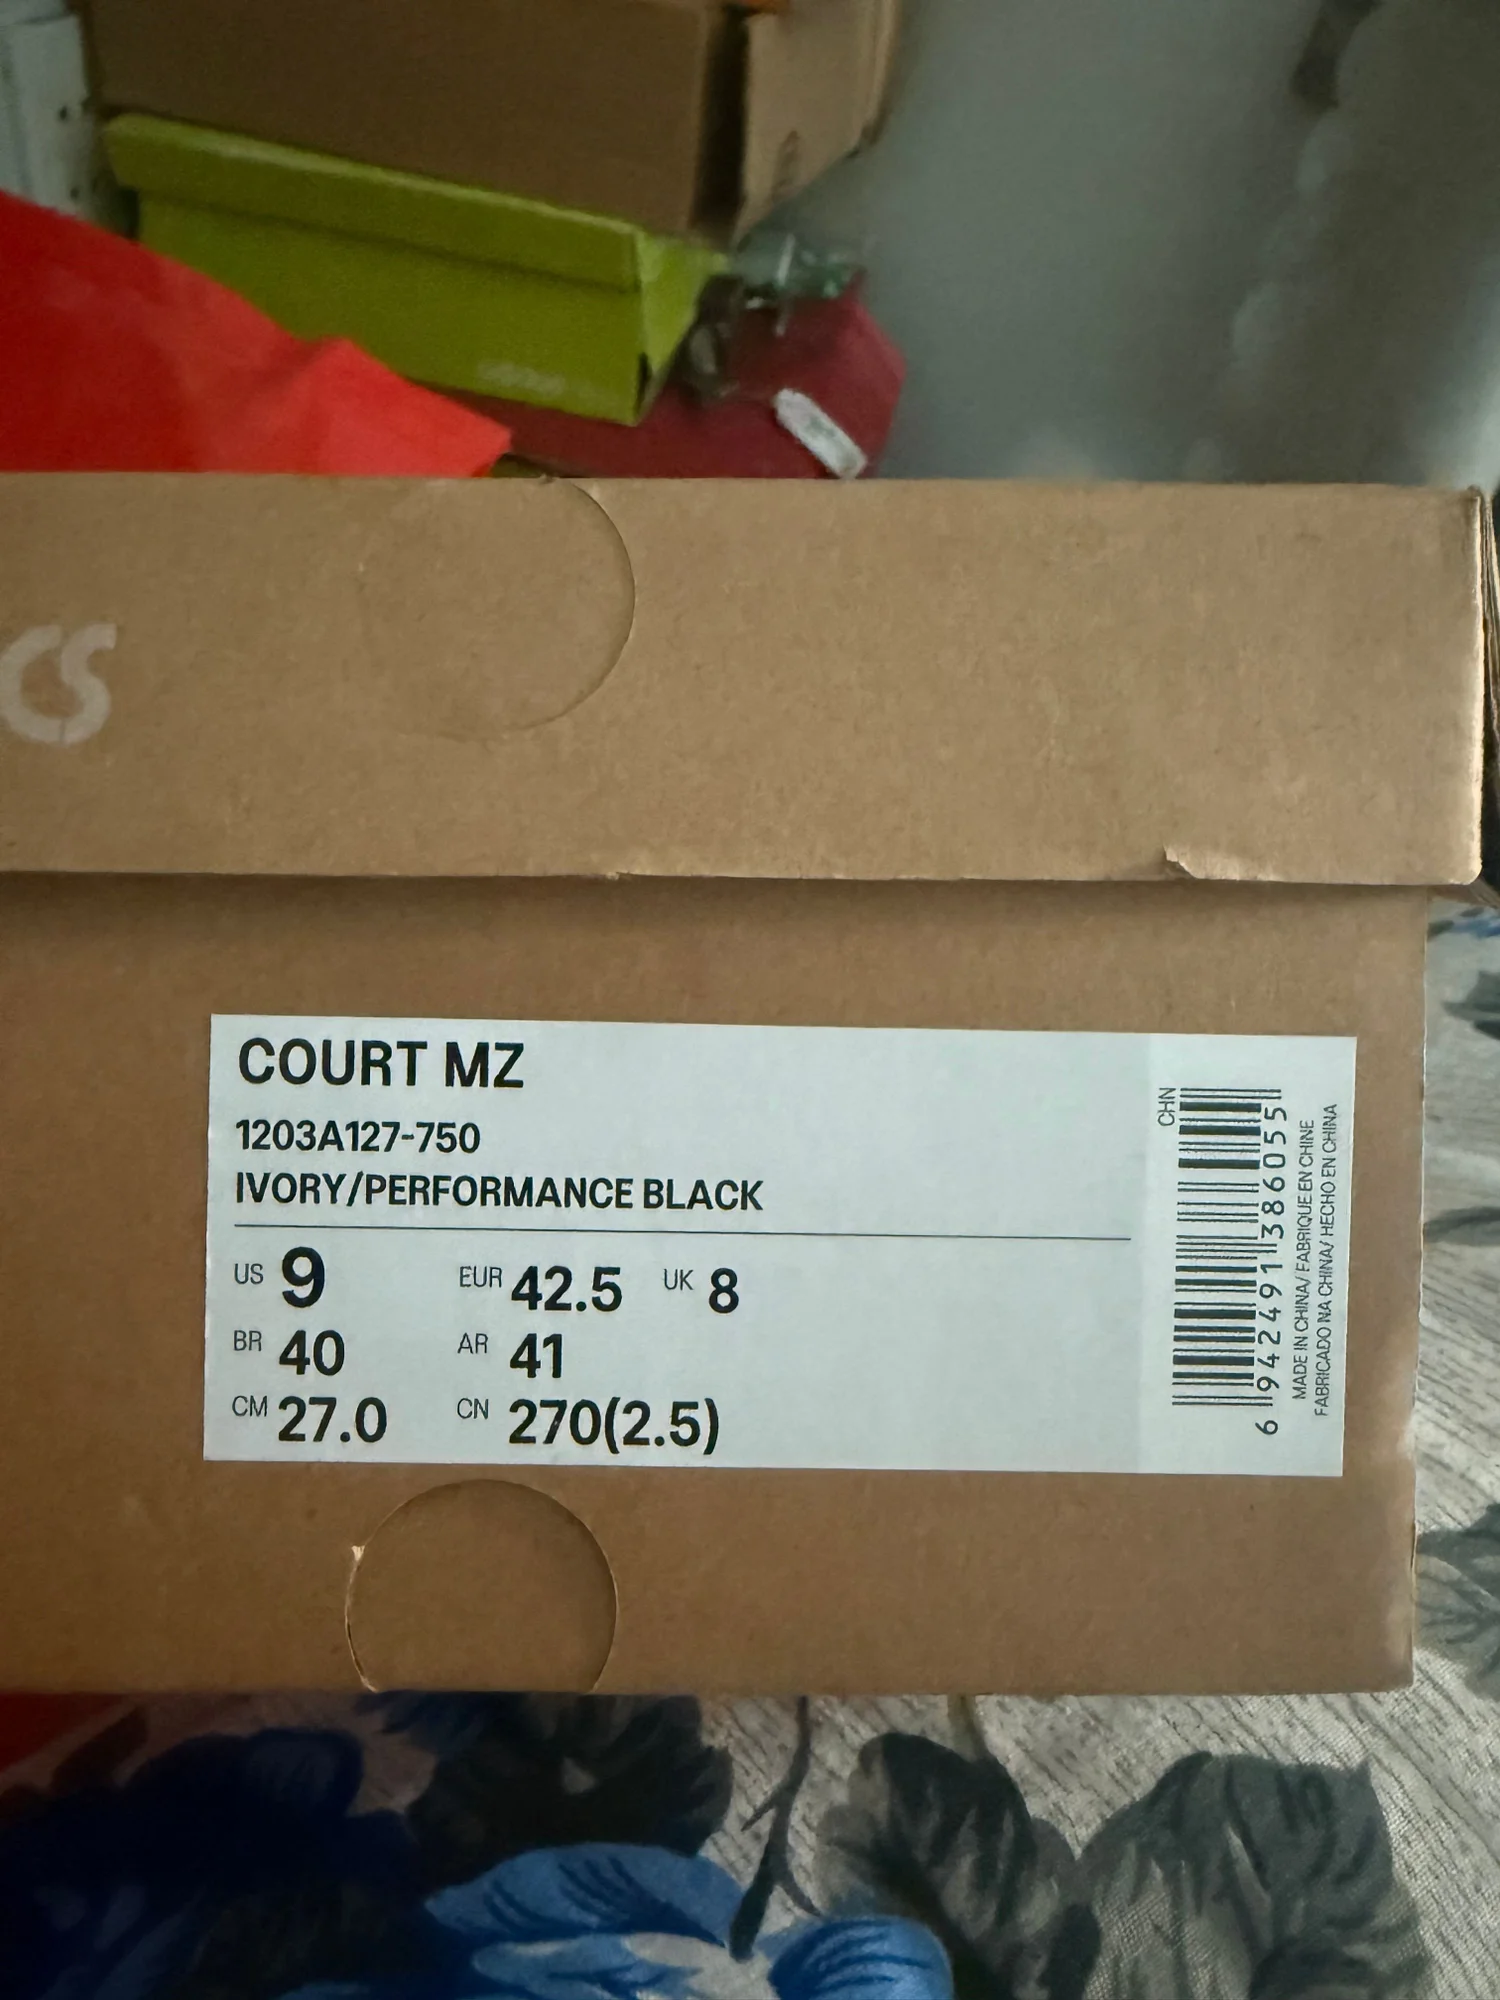 CS
COURT MZ
1203A127-750
IVORY/PERFORMANCE BLACK
US 9 EUR 42.5 UK 8
BR 40 AR 41
CM 27.0 CN 270(2.5)
CHN
6 942491 386055
MADE IN CHINA/ FABRIQUE EN CHINE
FABRICADO NA CHINA/ HECHO EN CHINA